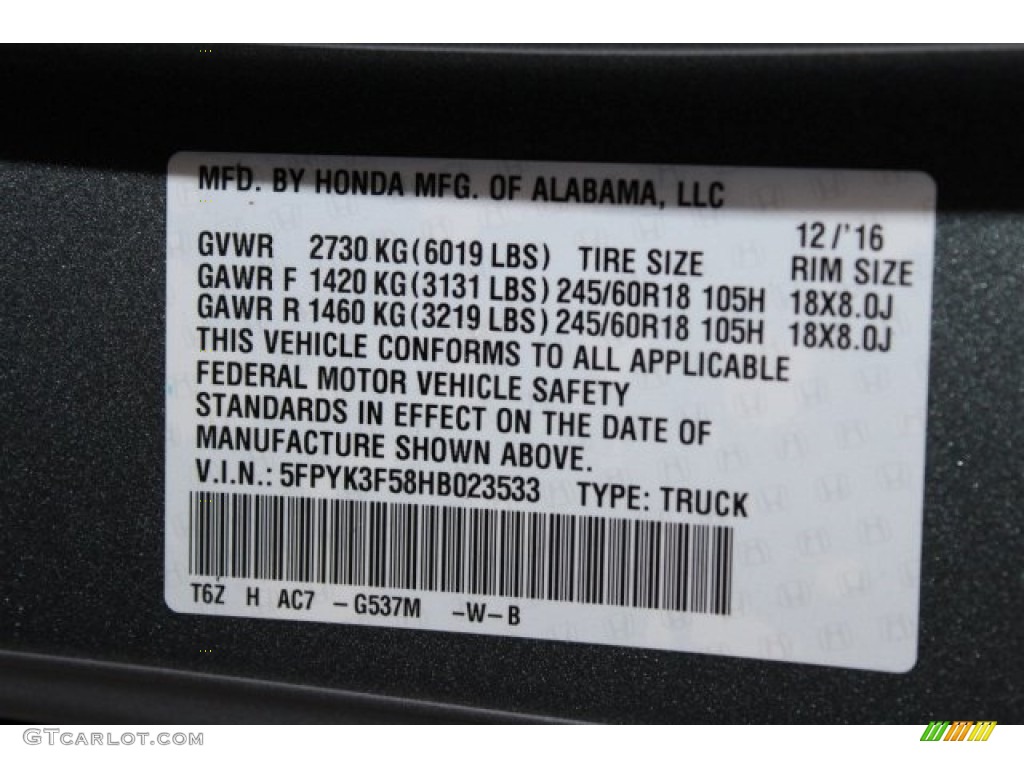 MFD. BY HONDA MFG. OF ALABAMA, LLC
12/'16
GVWR 2730 KG(6019 LBS) TIRE SIZE RIM SIZE
GAWR F 1420 KG(3131 LBS) 245/60R18 105H 18X8.0J
GAWR R 1460 KG(3219 LBS) 245/60R18 105H 18X8.0J
THIS VEHICLE CONFORMS TO ALL APPLICABLE
FEDERAL MOTOR VEHICLE SAFETY
STANDARDS IN EFFECT ON THE DATE OF
MANUFACTURE SHOWN ABOVE.
V.I.N.: 5FPYK3F58HB023533 TYPE: TRUCK
T6Z H AC7 -G537M -W-B
GTcarlot.com